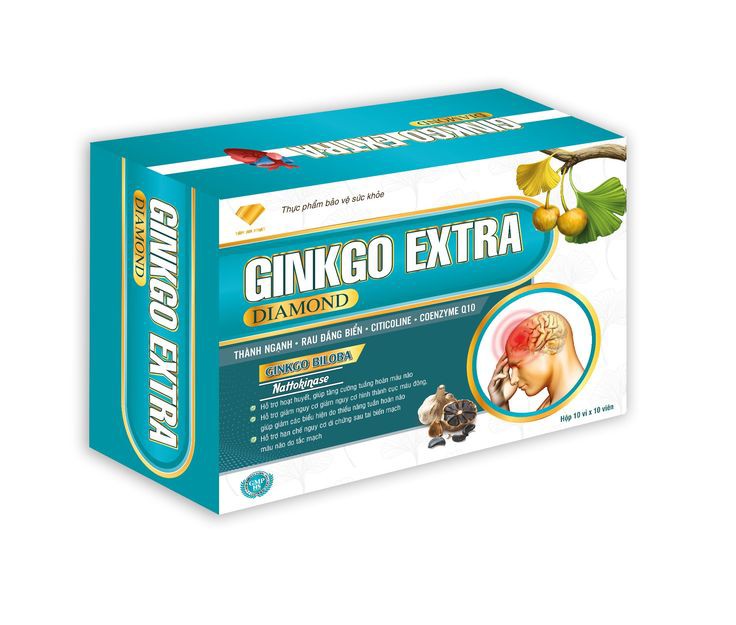 GINKGO EXTRA
DIAMOND
GINKGO EXTRA
DIAMOND
Thực phẩm bảo vệ sức khỏe
GINKGO EXTRA
DIAMOND
THÀNH NGẠNH • RAU ĐẮNG BIỂN • CITICOLINE • COENZYME Q10
GINKGO BILOBA
Nattokinase
Hỗ trợ hoạt huyết, giúp tăng cường tuần hoàn máu não
Hỗ trợ giảm nguy cơ giảm nguy cơ hình thành cục máu đông,
giúp giảm các biểu hiện do thiểu năng tuần hoàn não
Hỗ trợ hạn chế nguy cơ di chứng sau tai biến mạch
máu não do tắc mạch
Hộp 10 vỉ x 10 viên
GMP
HS